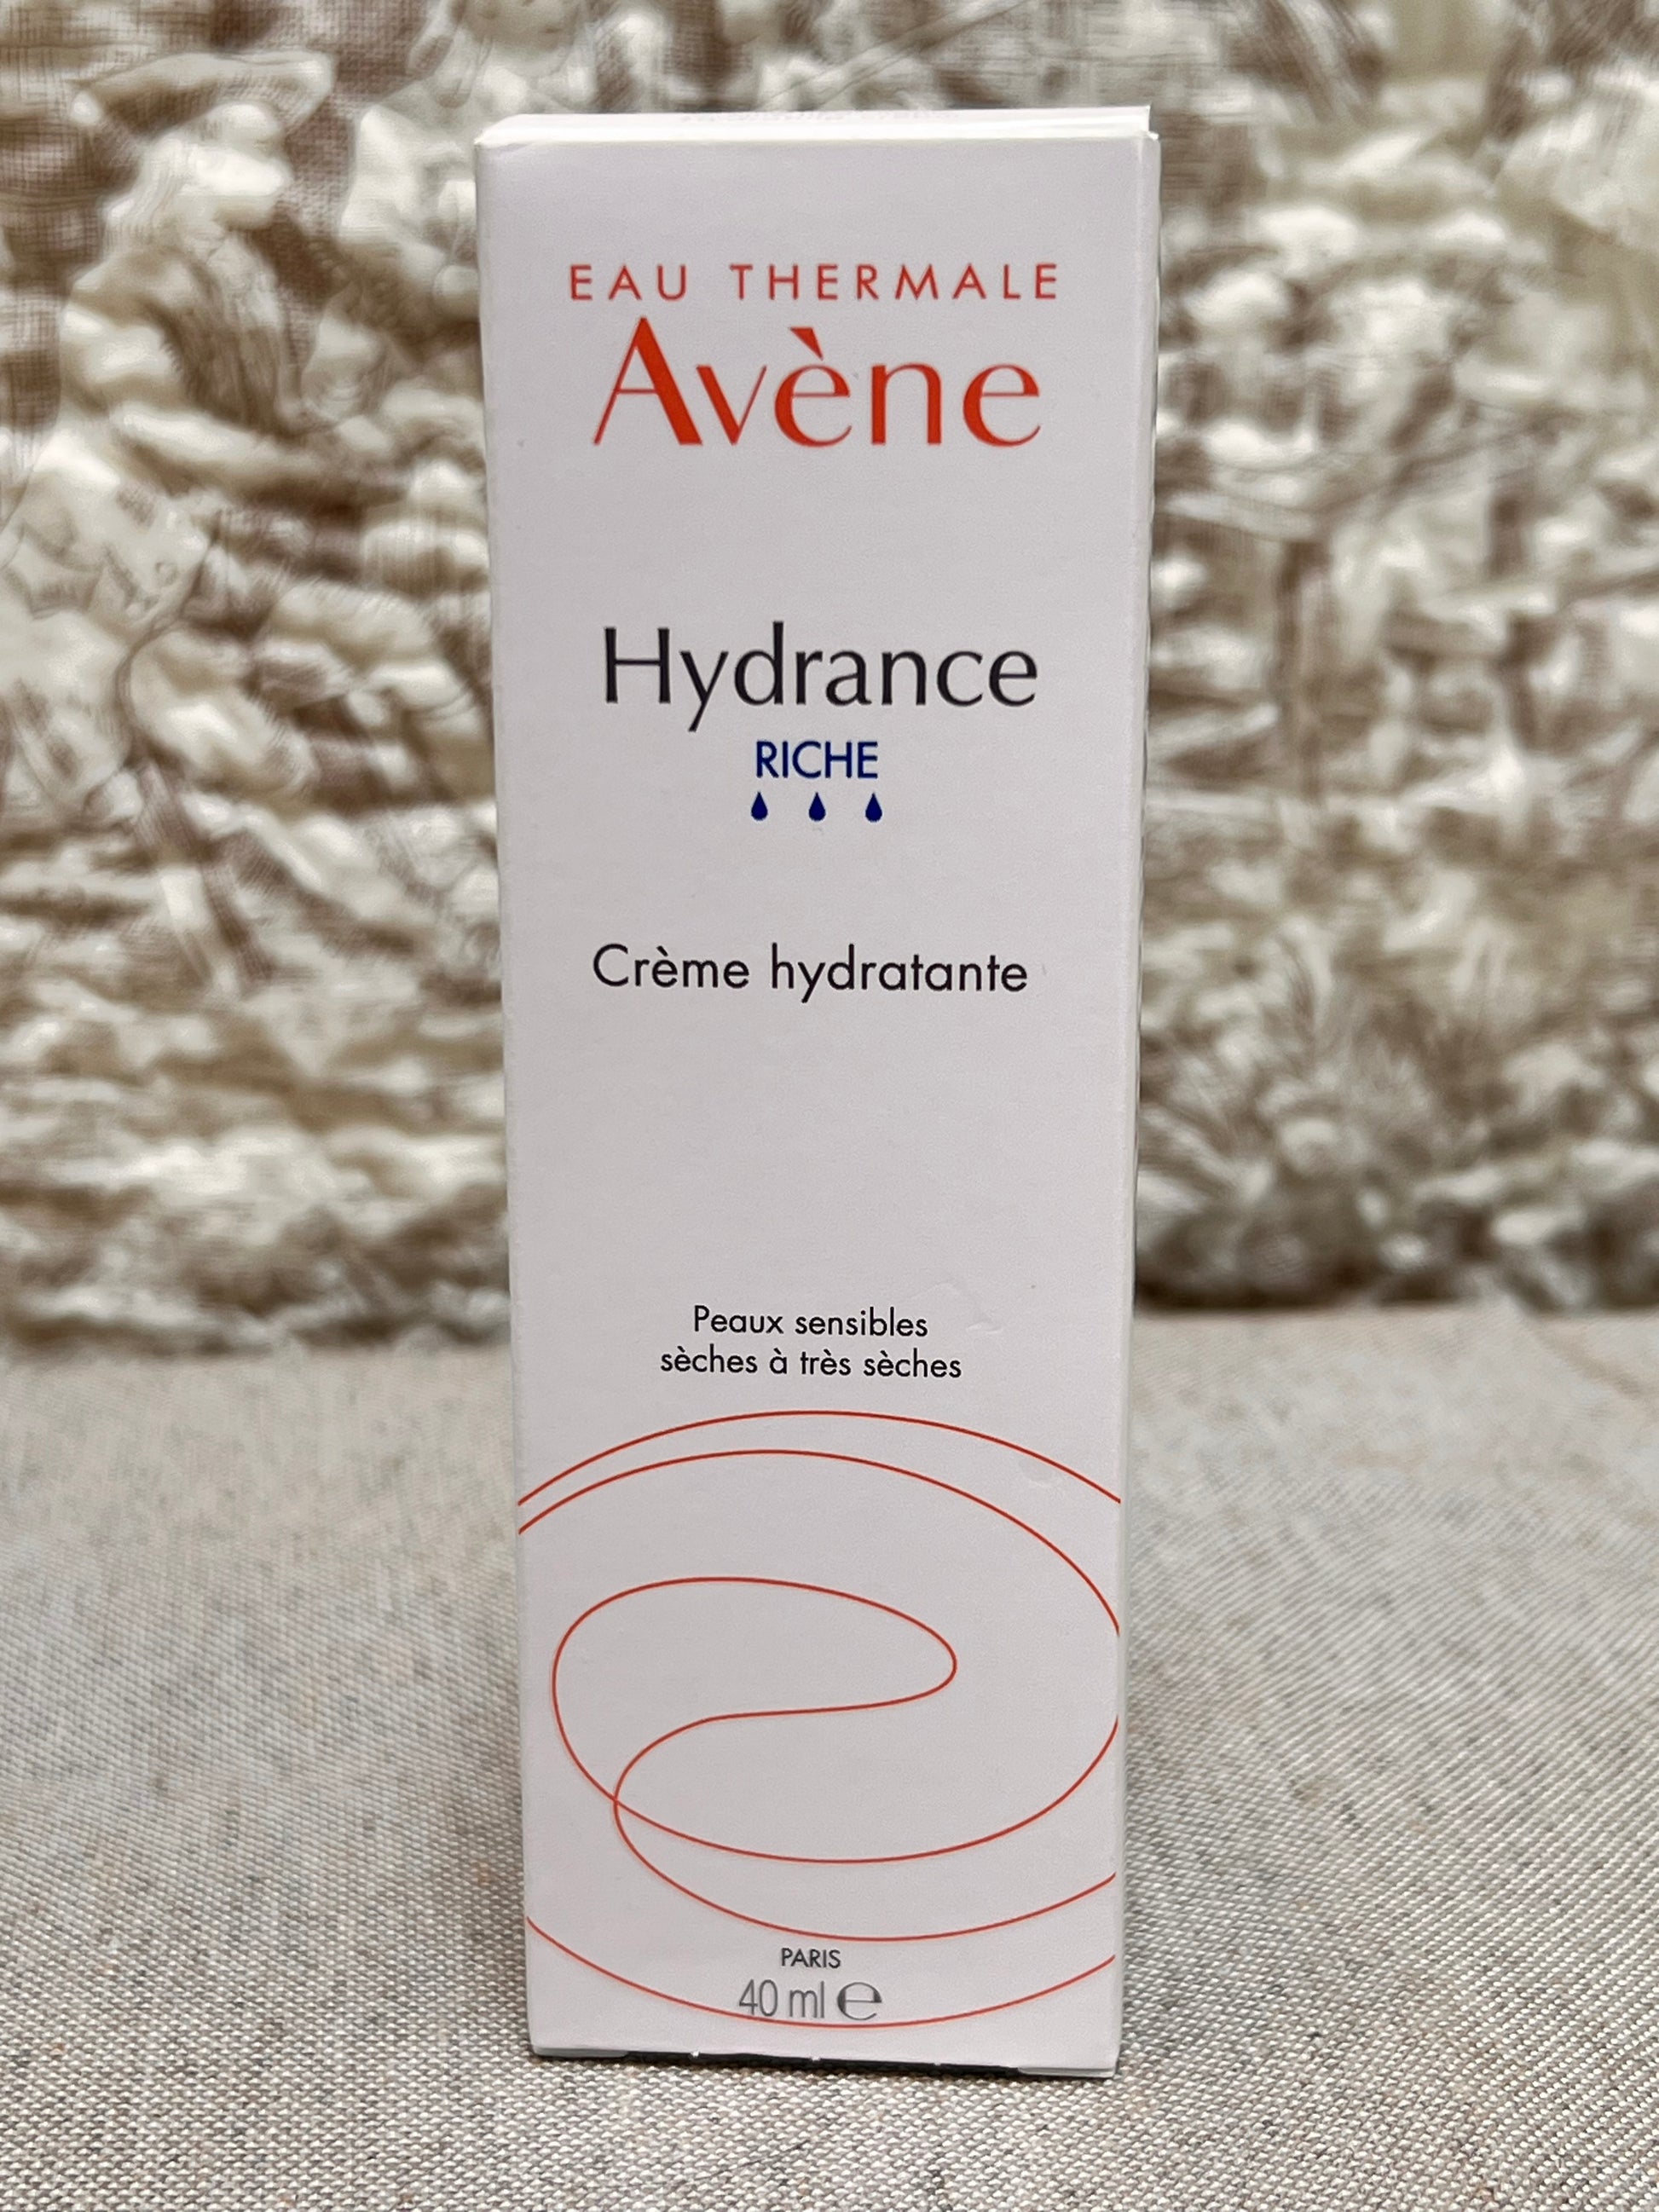 EAU THERMALE
Avène
Hydrance
RICHE
Crème hydratante
Peaux sensibles
sèches à très sèches
PARIS
40 ml ℮